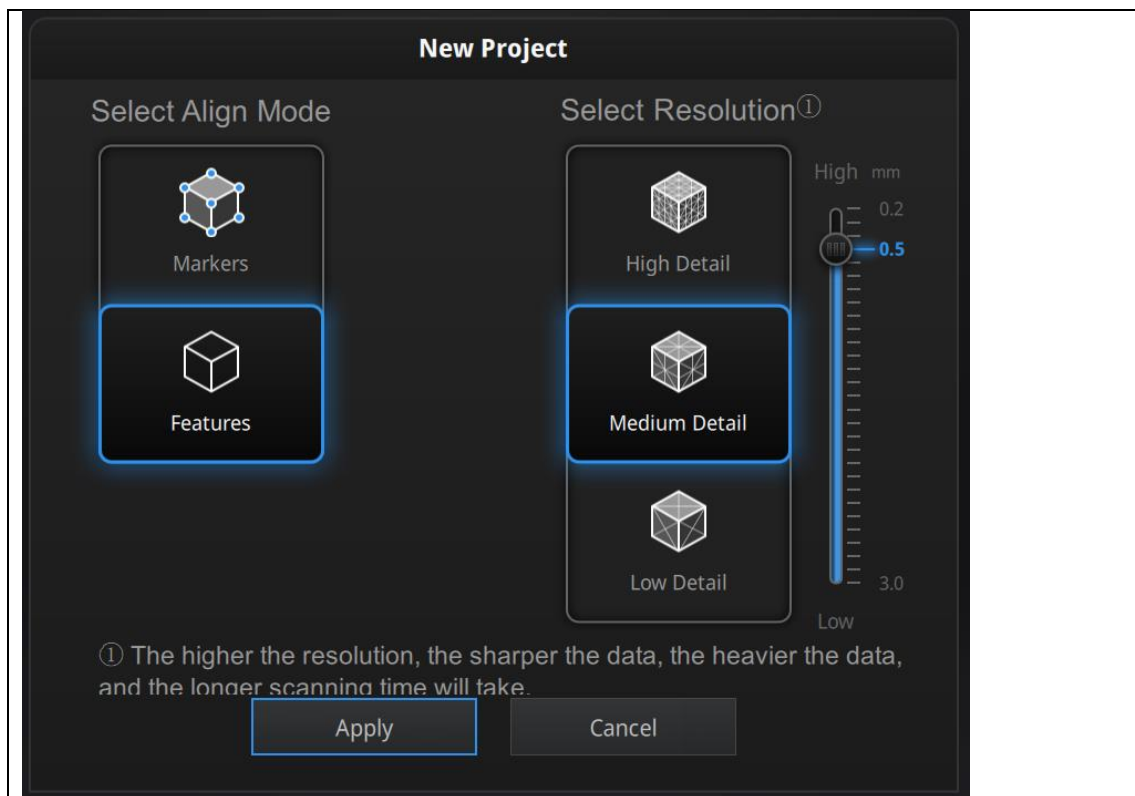 New Project
Select Align Mode
Select Resolution①
Markers
Features
High Detail
Medium Detail
Low Detail
High mm
0.2
0.5
3.0
Low
① The higher the resolution, the sharper the data, the heavier the data,
and the longer scanning time will take.
Apply
Cancel